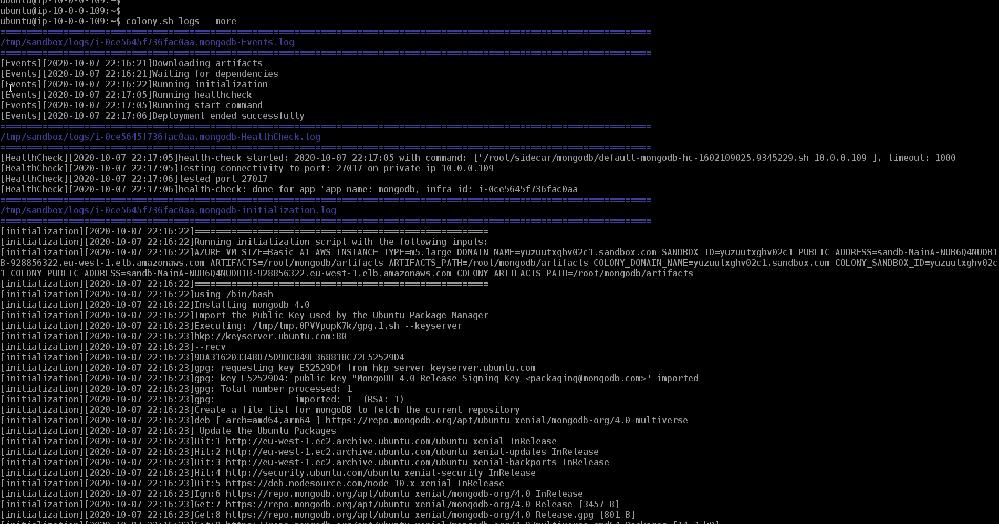 ubuntu@ip-10-0-0-109:~$
ubuntu@ip-10-0-0-109:~$
ubuntu@ip-10-0-0-109:~$ colony.sh logs | more
============================================================================================================================
/tmp/sandbox/logs/i-0ce5645f736fac0aa.mongodb-Events.log
============================================================================================================================
[Events][2020-10-07 22:16:21]Downloading artifacts
[Events][2020-10-07 22:16:21]Waiting for dependencies
[Events][2020-10-07 22:16:22]Running initialization
[Events][2020-10-07 22:17:05]Running healthcheck
[Events][2020-10-07 22:17:05]Running start command
[Events][2020-10-07 22:17:06]Deployment ended successfully
============================================================================================================================
/tmp/sandbox/logs/i-0ce5645f736fac0aa.mongodb-HealthCheck.log
============================================================================================================================
[HealthCheck][2020-10-07 22:17:05]health-check started: 2020-10-07 22:17:05 with command: ['/root/sidecar/mongodb/default-mongodb-hc-1602109025.9345229.sh 10.0.0.109'], timeout: 1000
[HealthCheck][2020-10-07 22:17:05]Testing connectivity to port: 27017 on private ip 10.0.0.109
[HealthCheck][2020-10-07 22:17:06]tested port 27017
[HealthCheck][2020-10-07 22:17:06]health-check: done for app 'app name: mongodb, infra id: i-0ce5645f736fac0aa'
============================================================================================================================
/tmp/sandbox/logs/i-0ce5645f736fac0aa.mongodb-initialization.log
============================================================================================================================
[initialization][2020-10-07 22:16:22]========================================================
[initialization][2020-10-07 22:16:22]Running initialization script with the following inputs:
[initialization][2020-10-07 22:16:22]AZURE_VM_SIZE=Basic_A1 AWS_INSTANCE_TYPE=m5.large DOMAIN_NAME=yuzuutxghv02c1.sandbox.com SANDBOX_ID=yuzuutxghv02c1 PUBLIC_ADDRESS=sandb-MainA-NUB6Q4NUDB1
B-928856322.eu-west-1.elb.amazonaws.com ARTIFACTS=/root/mongodb/artifacts ARTIFACTS_PATH=/root/mongodb/artifacts COLONY_DOMAIN_NAME=yuzuutxghv02c1.sandbox.com COLONY_SANDBOX_ID=yuzuutxghv02c
1 COLONY_PUBLIC_ADDRESS=sandb-MainA-NUB6Q4NUDB1B-928856322.eu-west-1.elb.amazonaws.com COLONY_ARTIFACTS_PATH=/root/mongodb/artifacts
[initialization][2020-10-07 22:16:22]========================================================
[initialization][2020-10-07 22:16:22]using /bin/bash
[initialization][2020-10-07 22:16:22]Installing mongodb 4.0
[initialization][2020-10-07 22:16:22]Import the Public Key used by the Ubuntu Package Manager
[initialization][2020-10-07 22:16:23]Executing: /tmp/tmp.0PVVpupK7k/gpg.1.sh --keyserver
[initialization][2020-10-07 22:16:23]hkp://keyserver.ubuntu.com:80
[initialization][2020-10-07 22:16:23]--recv
[initialization][2020-10-07 22:16:23]9DA31620334BD75D9DCB49F368818C72E52529D4
[initialization][2020-10-07 22:16:23]gpg: requesting key E52529D4 from hkp server keyserver.ubuntu.com
[initialization][2020-10-07 22:16:23]gpg: key E52529D4: public key "MongoDB 4.0 Release Signing Key <packaging@mongodb.com>" imported
[initialization][2020-10-07 22:16:23]gpg: Total number processed: 1
[initialization][2020-10-07 22:16:23]gpg:               imported: 1  (RSA: 1)
[initialization][2020-10-07 22:16:23]Create a file list for mongoDB to fetch the current repository
[initialization][2020-10-07 22:16:23]deb [ arch=amd64,arm64 ] https://repo.mongodb.org/apt/ubuntu xenial/mongodb-org/4.0 multiverse
[initialization][2020-10-07 22:16:23] Update the Ubuntu Packages
[initialization][2020-10-07 22:16:23]Hit:1 http://eu-west-1.ec2.archive.ubuntu.com/ubuntu xenial InRelease
[initialization][2020-10-07 22:16:23]Hit:2 http://eu-west-1.ec2.archive.ubuntu.com/ubuntu xenial-updates InRelease
[initialization][2020-10-07 22:16:23]Hit:3 http://eu-west-1.ec2.archive.ubuntu.com/ubuntu xenial-backports InRelease
[initialization][2020-10-07 22:16:23]Hit:4 http://security.ubuntu.com/ubuntu xenial-security InRelease
[initialization][2020-10-07 22:16:23]Hit:5 https://deb.nodesource.com/node_10.x xenial InRelease
[initialization][2020-10-07 22:16:23]Ign:6 https://repo.mongodb.org/apt/ubuntu xenial/mongodb-org/4.0 InRelease
[initialization][2020-10-07 22:16:23]Get:7 https://repo.mongodb.org/apt/ubuntu xenial/mongodb-org/4.0 Release [3457 B]
[initialization][2020-10-07 22:16:23]Get:8 https://repo.mongodb.org/apt/ubuntu xenial/mongodb-org/4.0 Release.gpg [801 B]